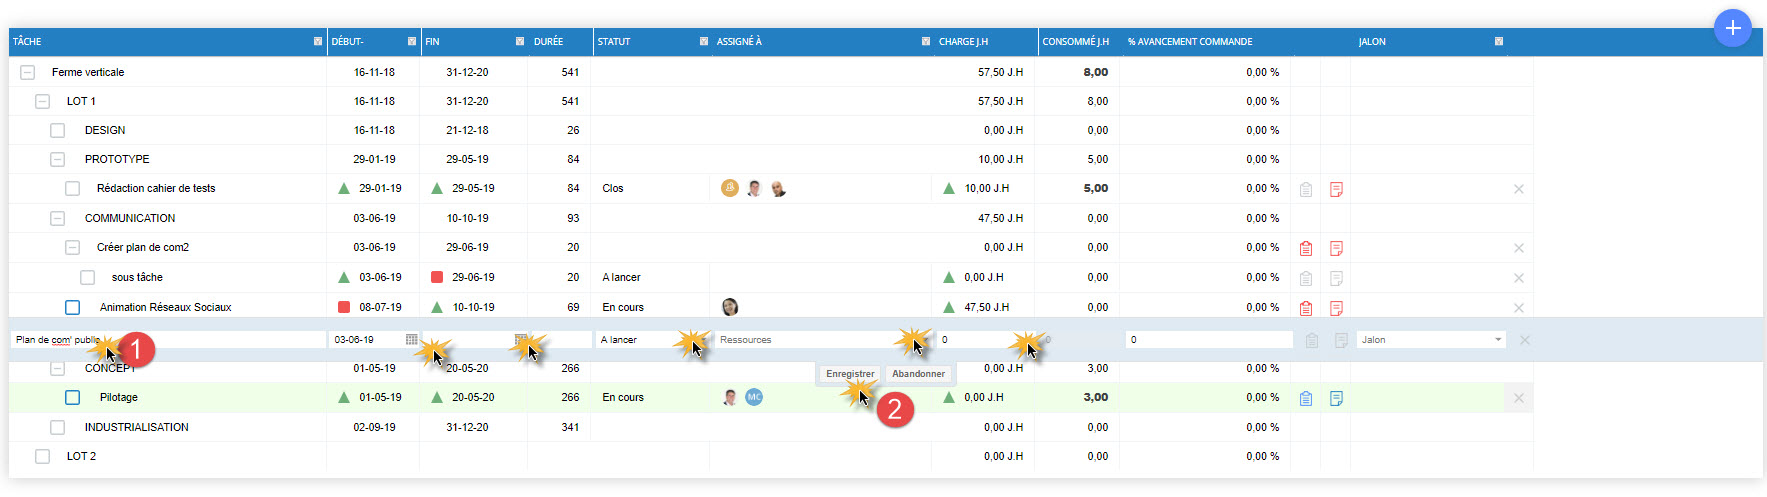 TÂCHE DÉBUT- FIN DURÉE STATUT ASSIGNÉ À CHARGE J.H CONSOMMÉ J.H % AVANCEMENT COMMANDE JALON
Ferme verticale 16-11-18 31-12-20 541 57,50 J.H 8,00 0,00 %
LOT 1 16-11-18 31-12-20 541 57,50 J.H 8,00 0,00 %
DESIGN 16-11-18 21-12-18 26 0,00 J.H 0,00 0,00 %
PROTOTYPE 29-01-19 29-05-19 84 10,00 J.H 5,00 0,00 %
Rédaction cahier de tests 29-01-19 29-05-19 84 Clos 10,00 J.H 5,00 0,00 %
COMMUNICATION 03-06-19 10-10-19 93 47,50 J.H 0,00 0,00 %
Créer plan de com2 03-06-19 29-06-19 20 0,00 J.H 0,00 0,00 %
sous tâche 03-06-19 29-06-19 20 A lancer 0,00 J.H 0,00 0,00 %
Animation Réseaux Sociaux 08-07-19 10-10-19 69 En cours 47,50 J.H 0,00 0,00 %
Plan de com' public 1 03-06-19 A lancer Ressources 0 0 0 Jalon
CONCEPT 01-05-19 20-05-20 266 0,00 J.H 3,00 0,00 %
Enregistrer Abandonner
Pilotage 01-05-19 20-05-20 266 En cours MC 0,00 J.H 3,00 0,00 %
2
INDUSTRIALISATION 02-09-19 31-12-20 341 0,00 J.H 0,00 0,00 %
LOT 2 0,00 J.H 0,00 0,00 %